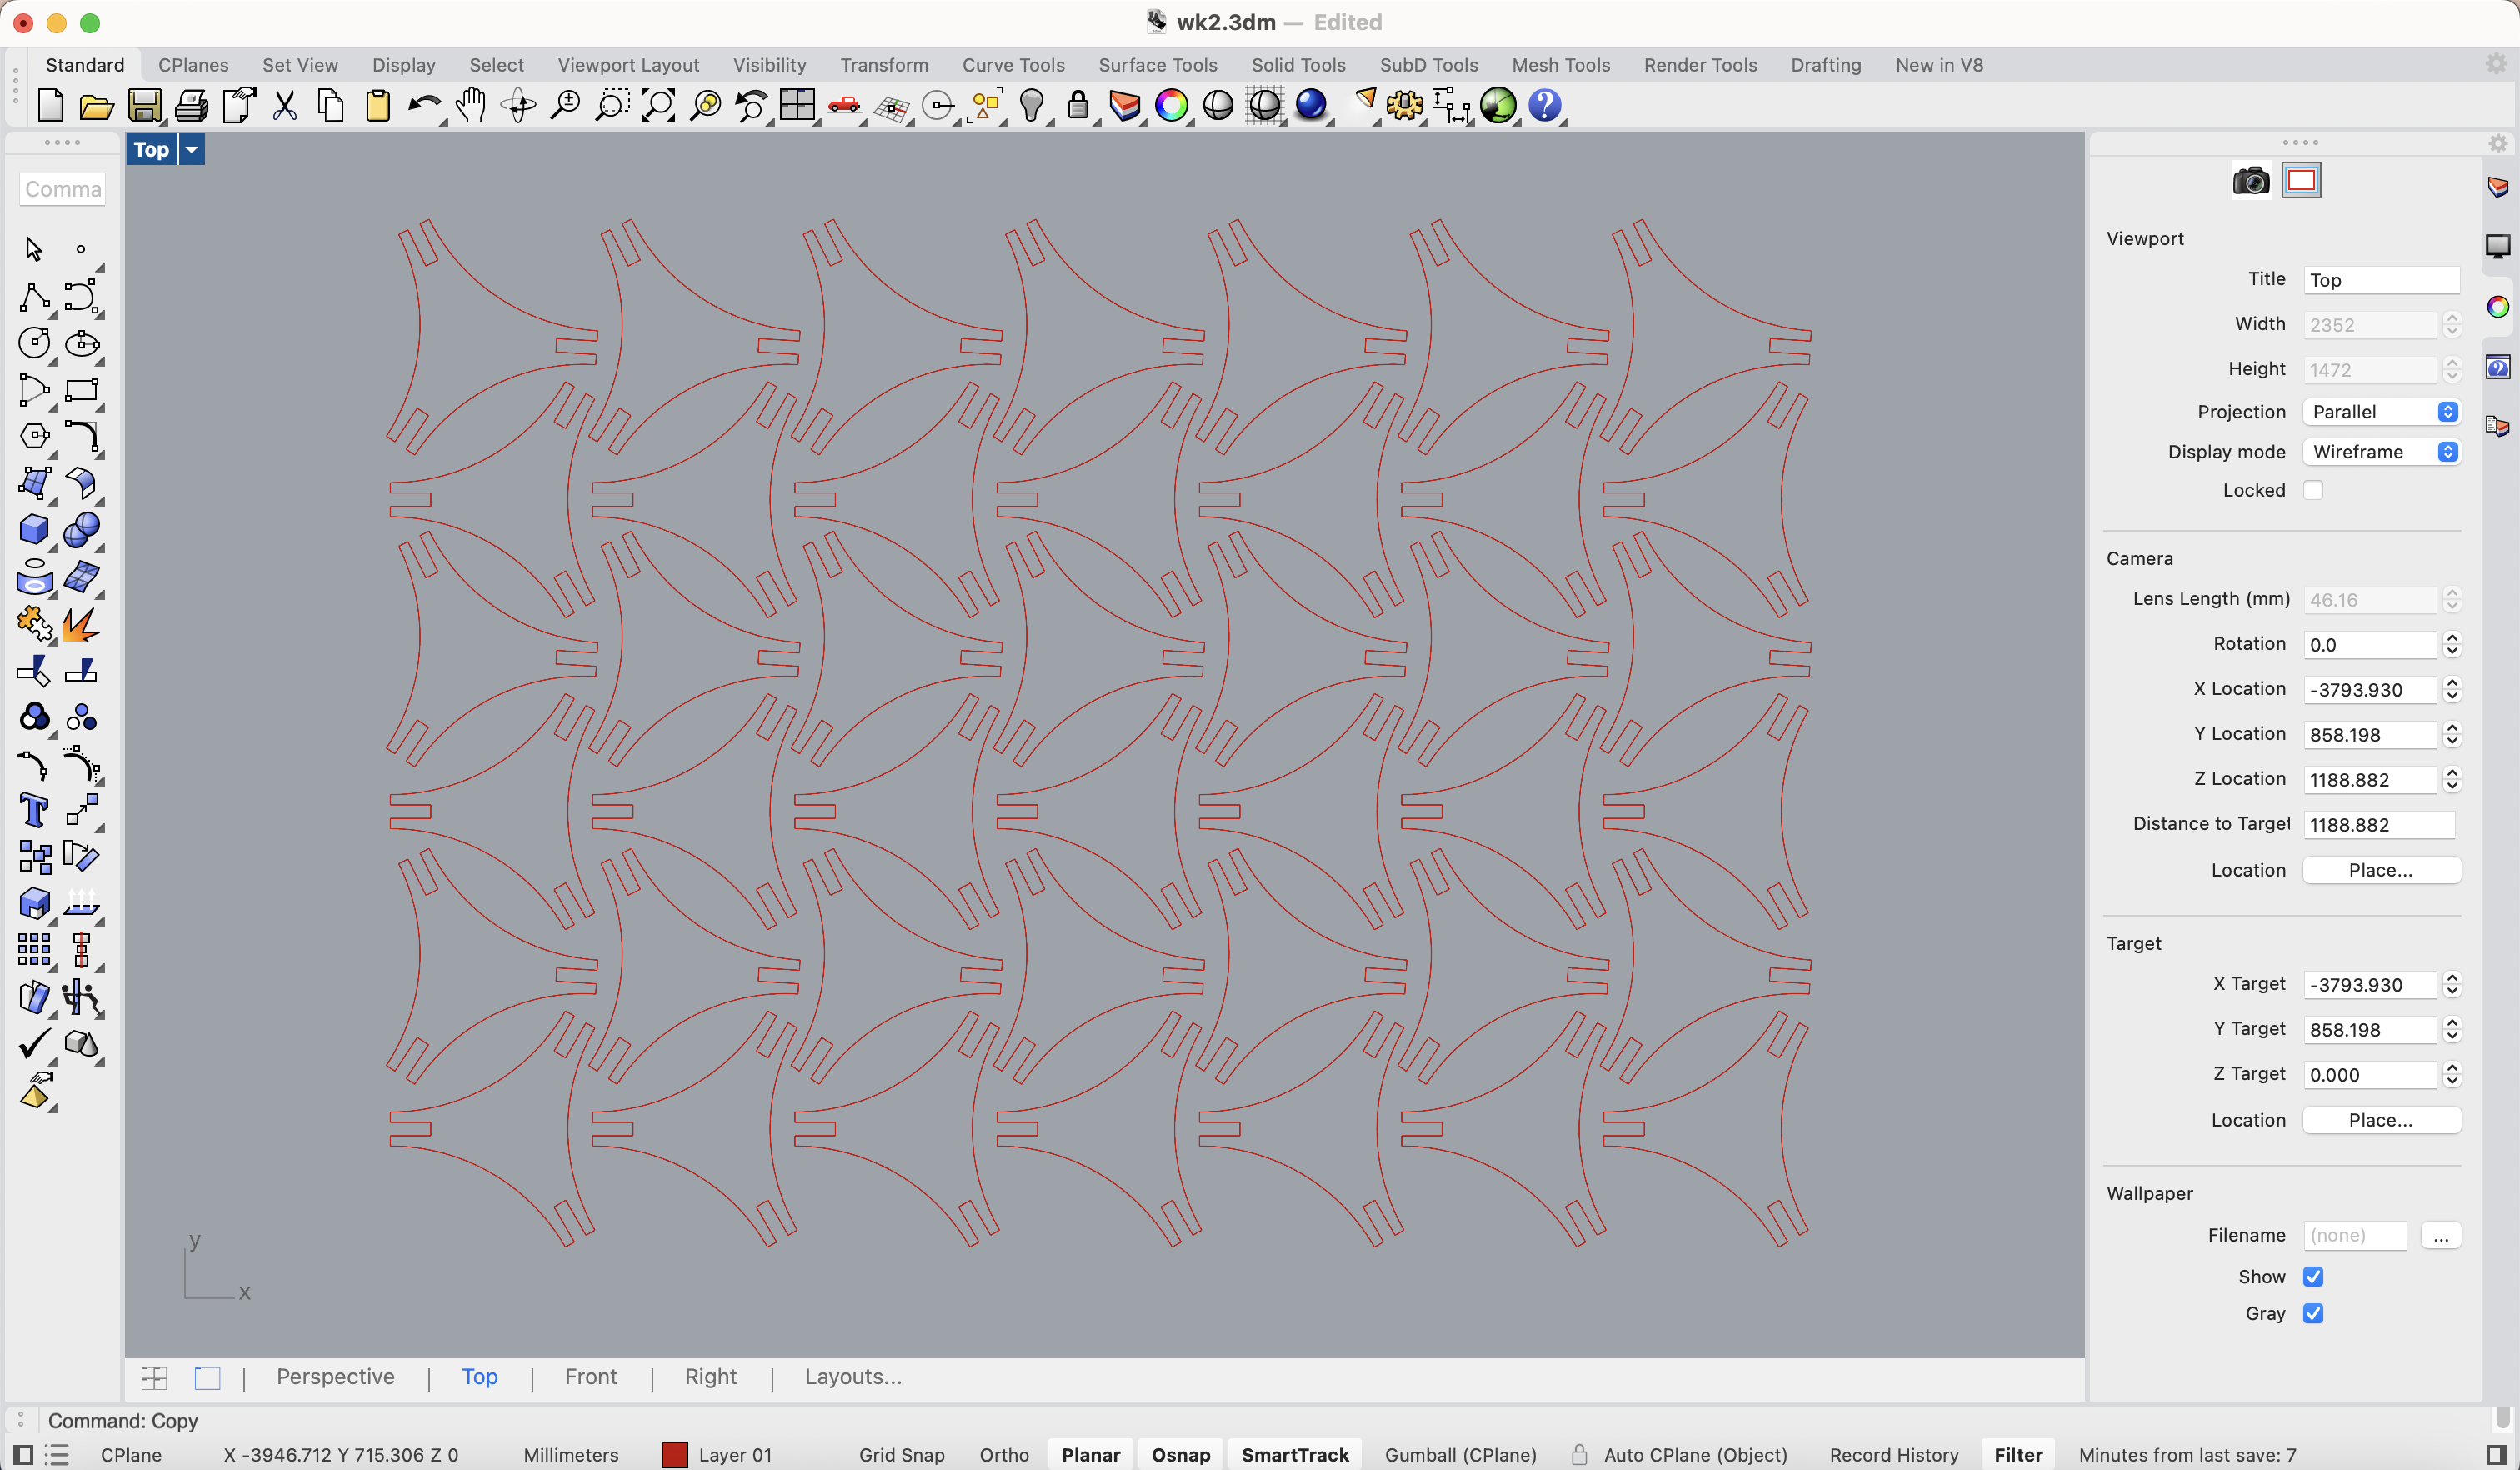 wk2.3dm — Edited
Standard CPlanes Set View Display Select Viewport Layout Visibility Transform Curve Tools Surface Tools Solid Tools SubD Tools Mesh Tools Render Tools Drafting New in V8
Top
Comma
Viewport
Title Top
Width 2352
Height 1472
Projection Parallel
Display mode Wireframe
Locked
Camera
Lens Length (mm) 46.16
Rotation 0.0
X Location -3793.930
Y Location 858.198
Z Location 1188.882
Distance to Target 1188.882
Location Place...
Target
X Target -3793.930
Y Target 858.198
Z Target 0.000
Location Place...
Wallpaper
Filename (none) ...
Show
Gray
y
x
Perspective | Top | Front | Right | Layouts...
Command: Copy
CPlane X -3946.712 Y 715.306 Z 0 Millimeters Layer 01 Grid Snap Ortho Planar Osnap SmartTrack Gumball (CPlane) Auto CPlane (Object) Record History Filter Minutes from last save: 7